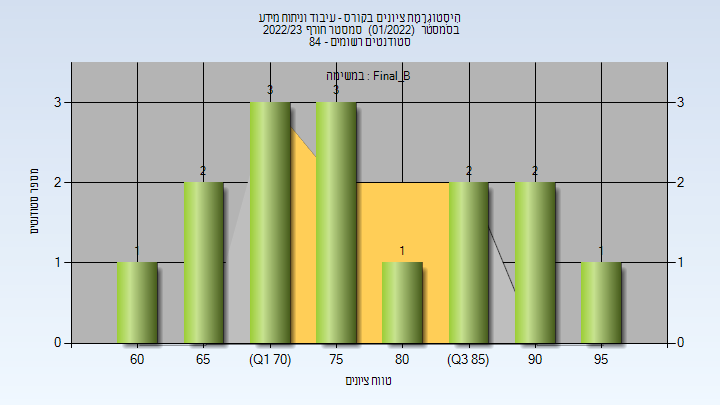 הִיסְטוֹגְרָמַת ציונים בקורס - עיבוד וניתוח מידע
בסמסטר (01/2022) סמסטר חורף 2022/23
סטודנטים רשומים - 84
במשימה : Final_B
מספר סטודנטים
3 3
2 2
1 1
0 0
1 2 3 3 1 2 2 1
60 65 (Q1 70) 75 80 (Q3 85) 90 95
טווח ציונים